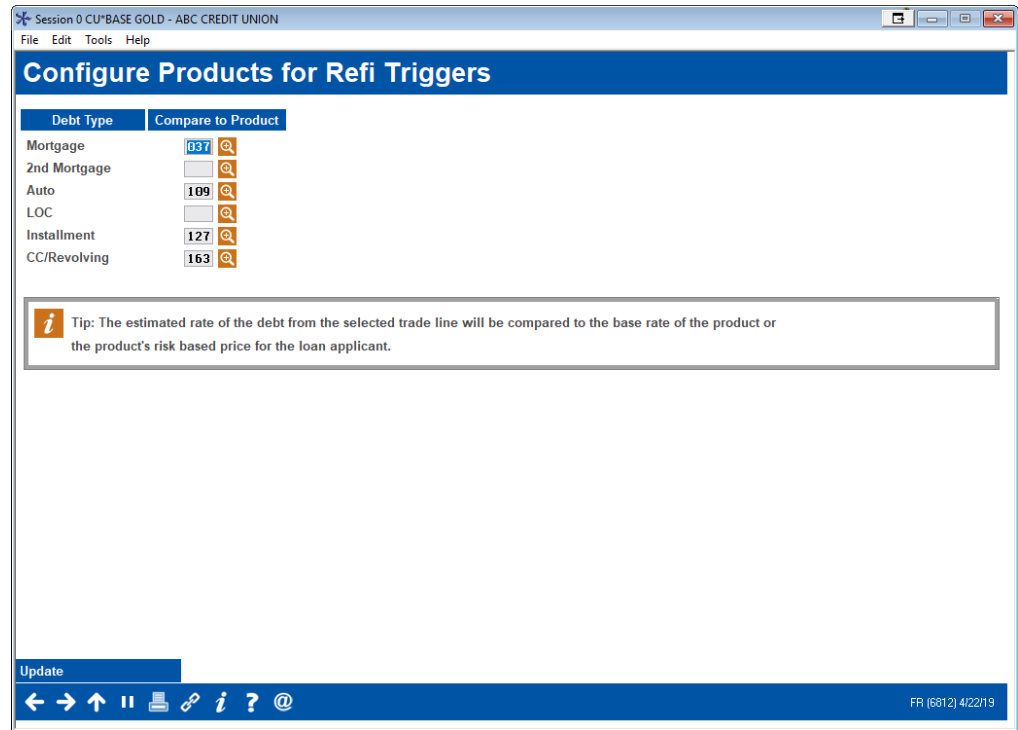 Session 0 CU*BASE GOLD - ABC CREDIT UNION
File Edit Tools Help
Configure Products for Refi Triggers
Debt Type Compare to Product
Mortgage 037
2nd Mortgage
Auto 109
LOC
Installment 127
CC/Revolving 163
i Tip: The estimated rate of the debt from the selected trade line will be compared to the base rate of the product or
the product's risk based price for the loan applicant.
Update
i ? @ FR (6812) 4/22/19